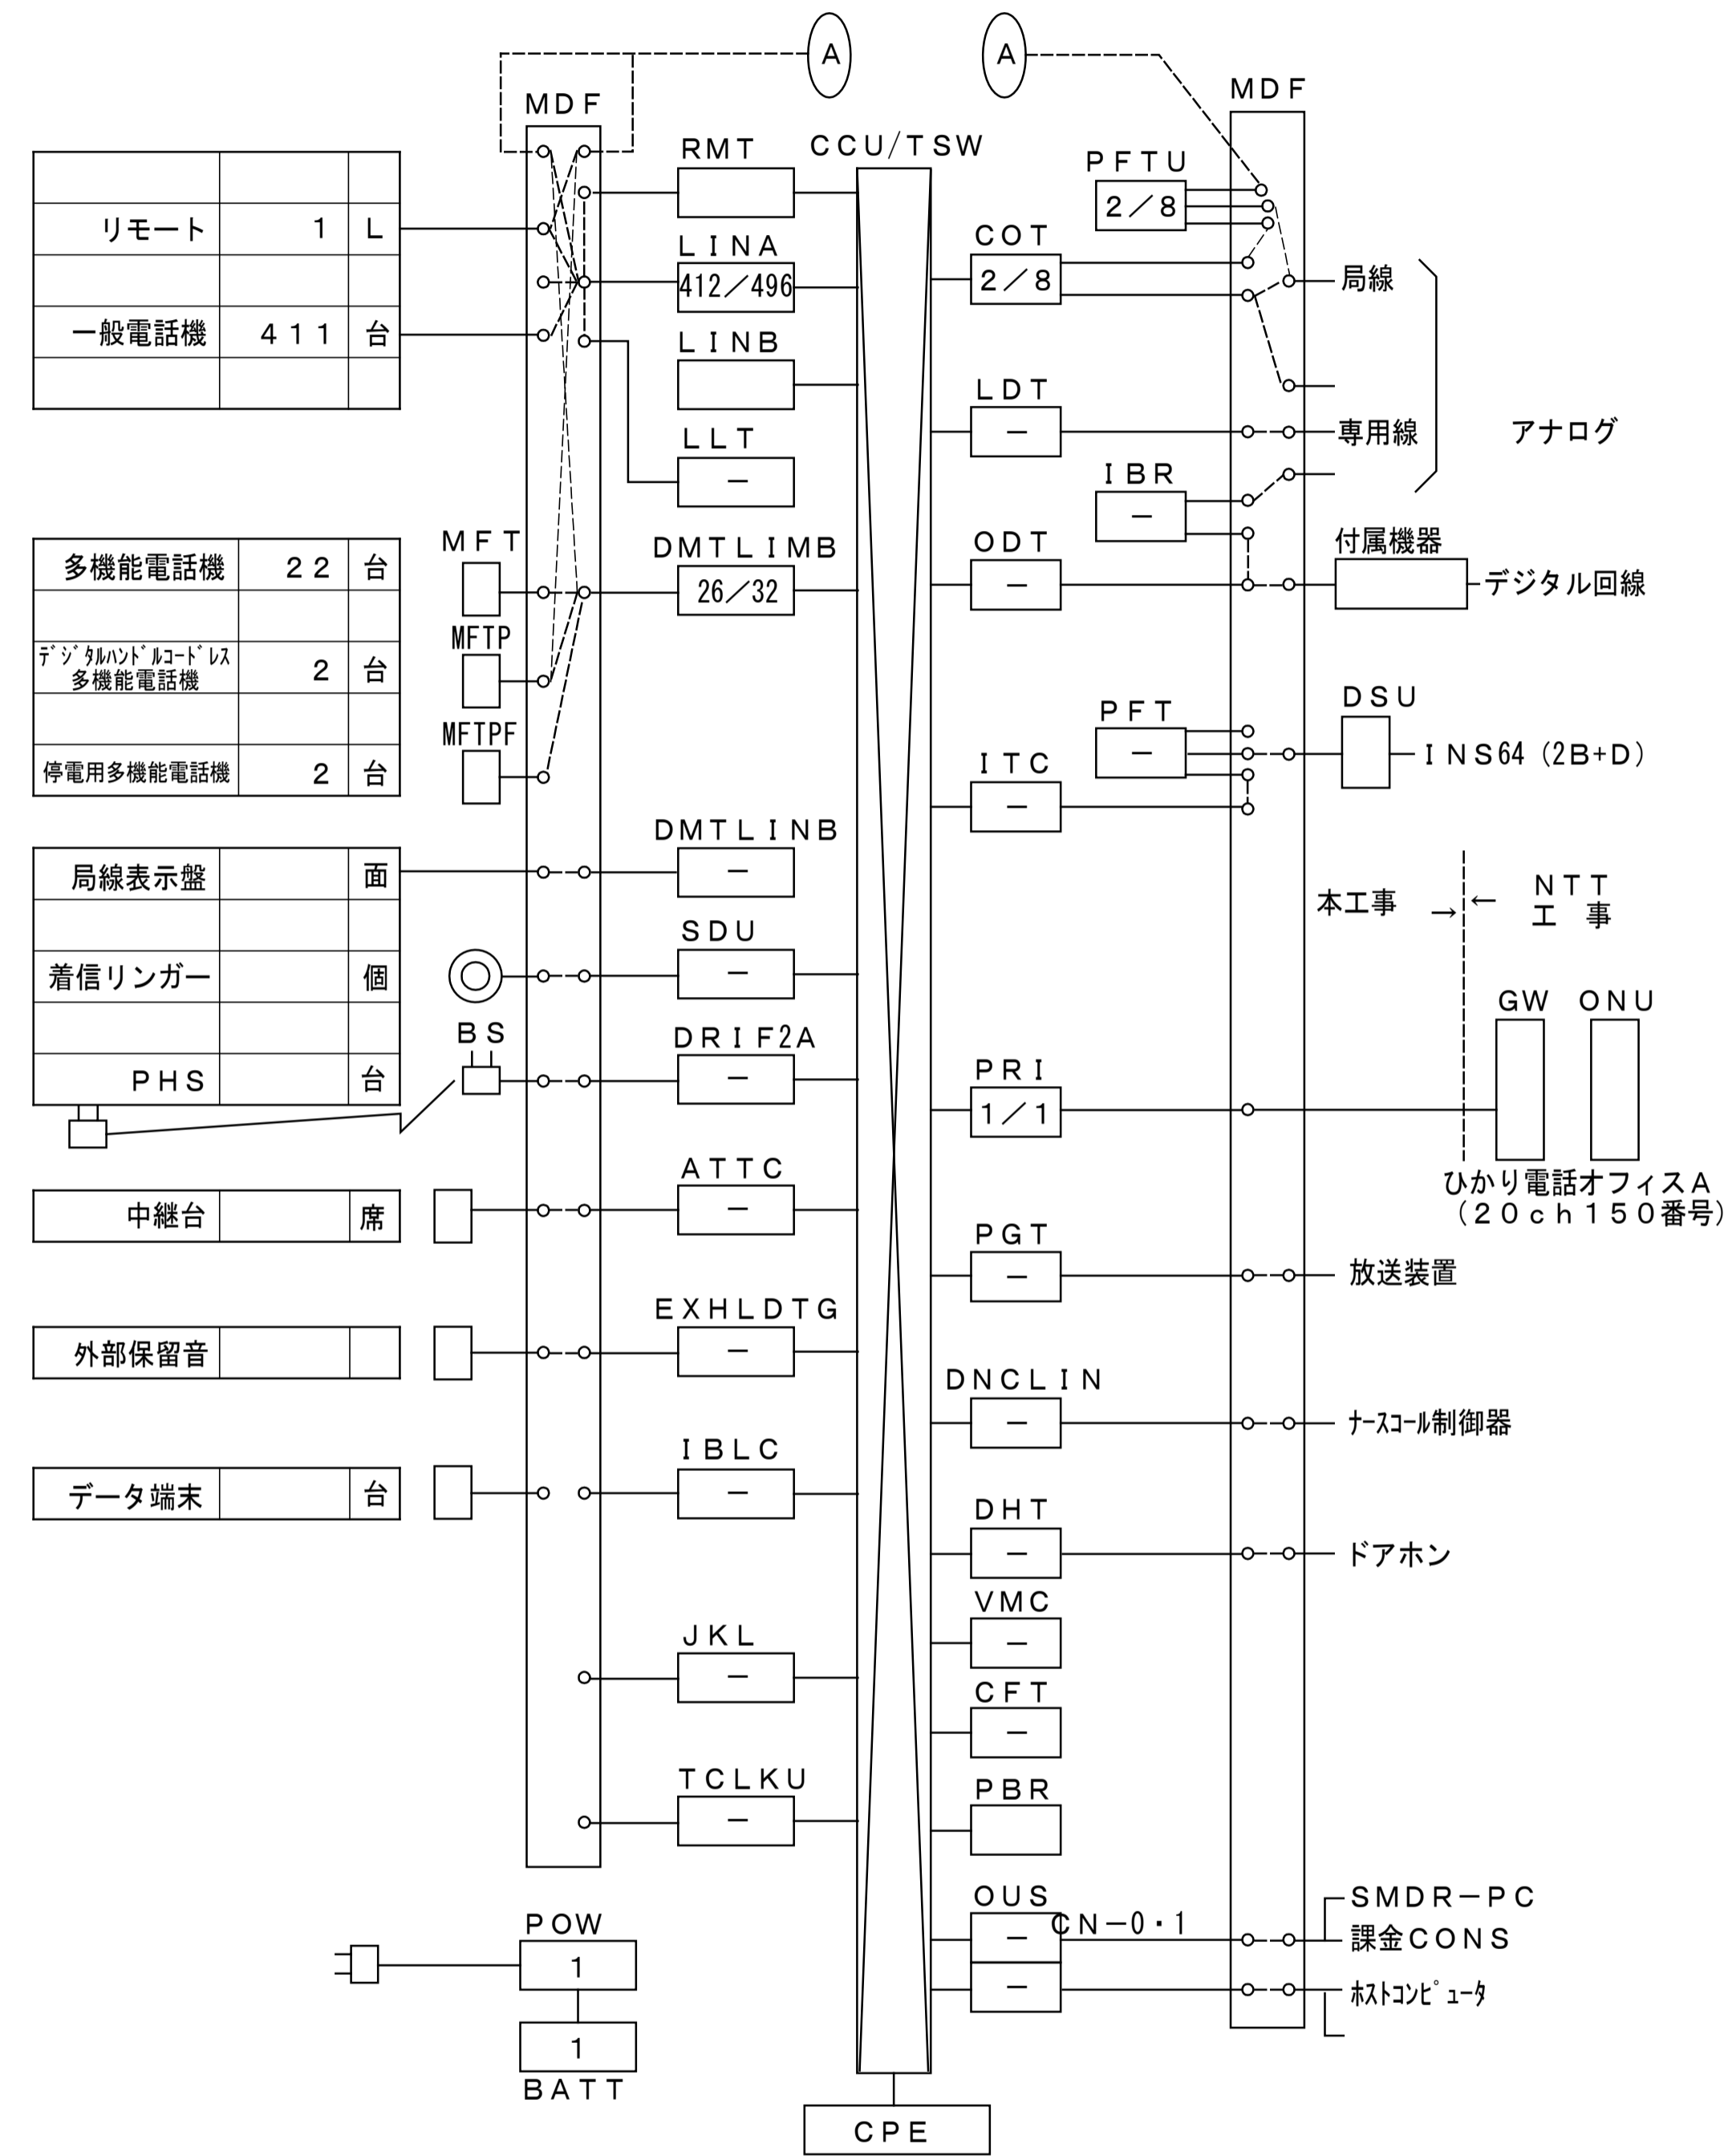 A
A
MDF
MDF
RMT
CCU/TSW
PFTU
2/8
リモート 1 L
LINA
412/496
COT
2/8
局線
一般電話機 411 台
LINB
LDT
－
専用線
アナログ
LLT
－
IBR
－
多機能電話機 22 台
MFT
DMTLIMB
26/32
ODT
－
付属機器
デジタル回線
デジタルハンドルコードレス
多機能電話機 2 台
MFTP
停電用多機能電話機 2 台
MFTPF
ITC
－
PFT
－
DSU
INS64(2B+D)
局線表示盤 面
DMTLINB
－
本工事 →
← NTT
工 事
着信リンガー 個
SDU
－
PHS 台
BS
DRIF2A
－
PRI
1/1
GW ONU
ひかり電話オフィスA
(20ch150番号)
中継台 席
ATTC
－
PGT
－
放送装置
外部保留音
EXHLDTG
－
DNCLIN
－
ナースコール制御器
データ端末 台
IBLC
－
DHT
－
ドアホン
JKL
－
VMC
－
CFT
－
TCLKU
－
PBR
OUS
－
－
CN－0・1
SMDR－PC
課金CONS
ホストコンピュータ
POW
1
1
BATT
CPE